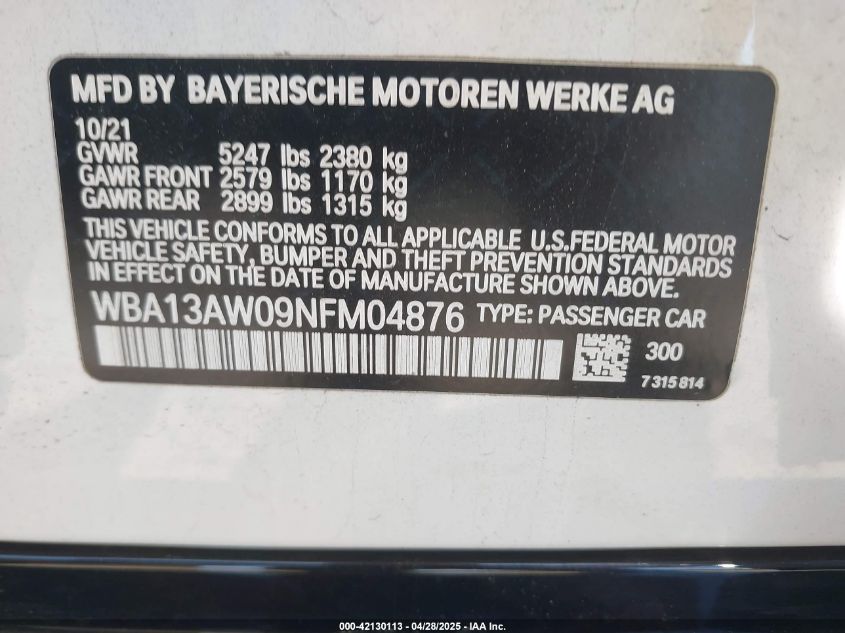 MFD BY BAYERISCHE MOTOREN WERKE AG
10/21
GVWR 5247 lbs 2380 kg
GAWR FRONT 2579 lbs 1170 kg
GAWR REAR 2899 lbs 1315 kg
THIS VEHICLE CONFORMS TO ALL APPLICABLE U.S.FEDERAL MOTOR
VEHICLE SAFETY, BUMPER AND THEFT PREVENTION STANDARDS
IN EFFECT ON THE DATE OF MANUFACTURE SHOWN ABOVE.
WBA13AW09NFM04876 TYPE: PASSENGER CAR
300
7315814
000-42130113 • 04/28/2025 - IAA Inc.